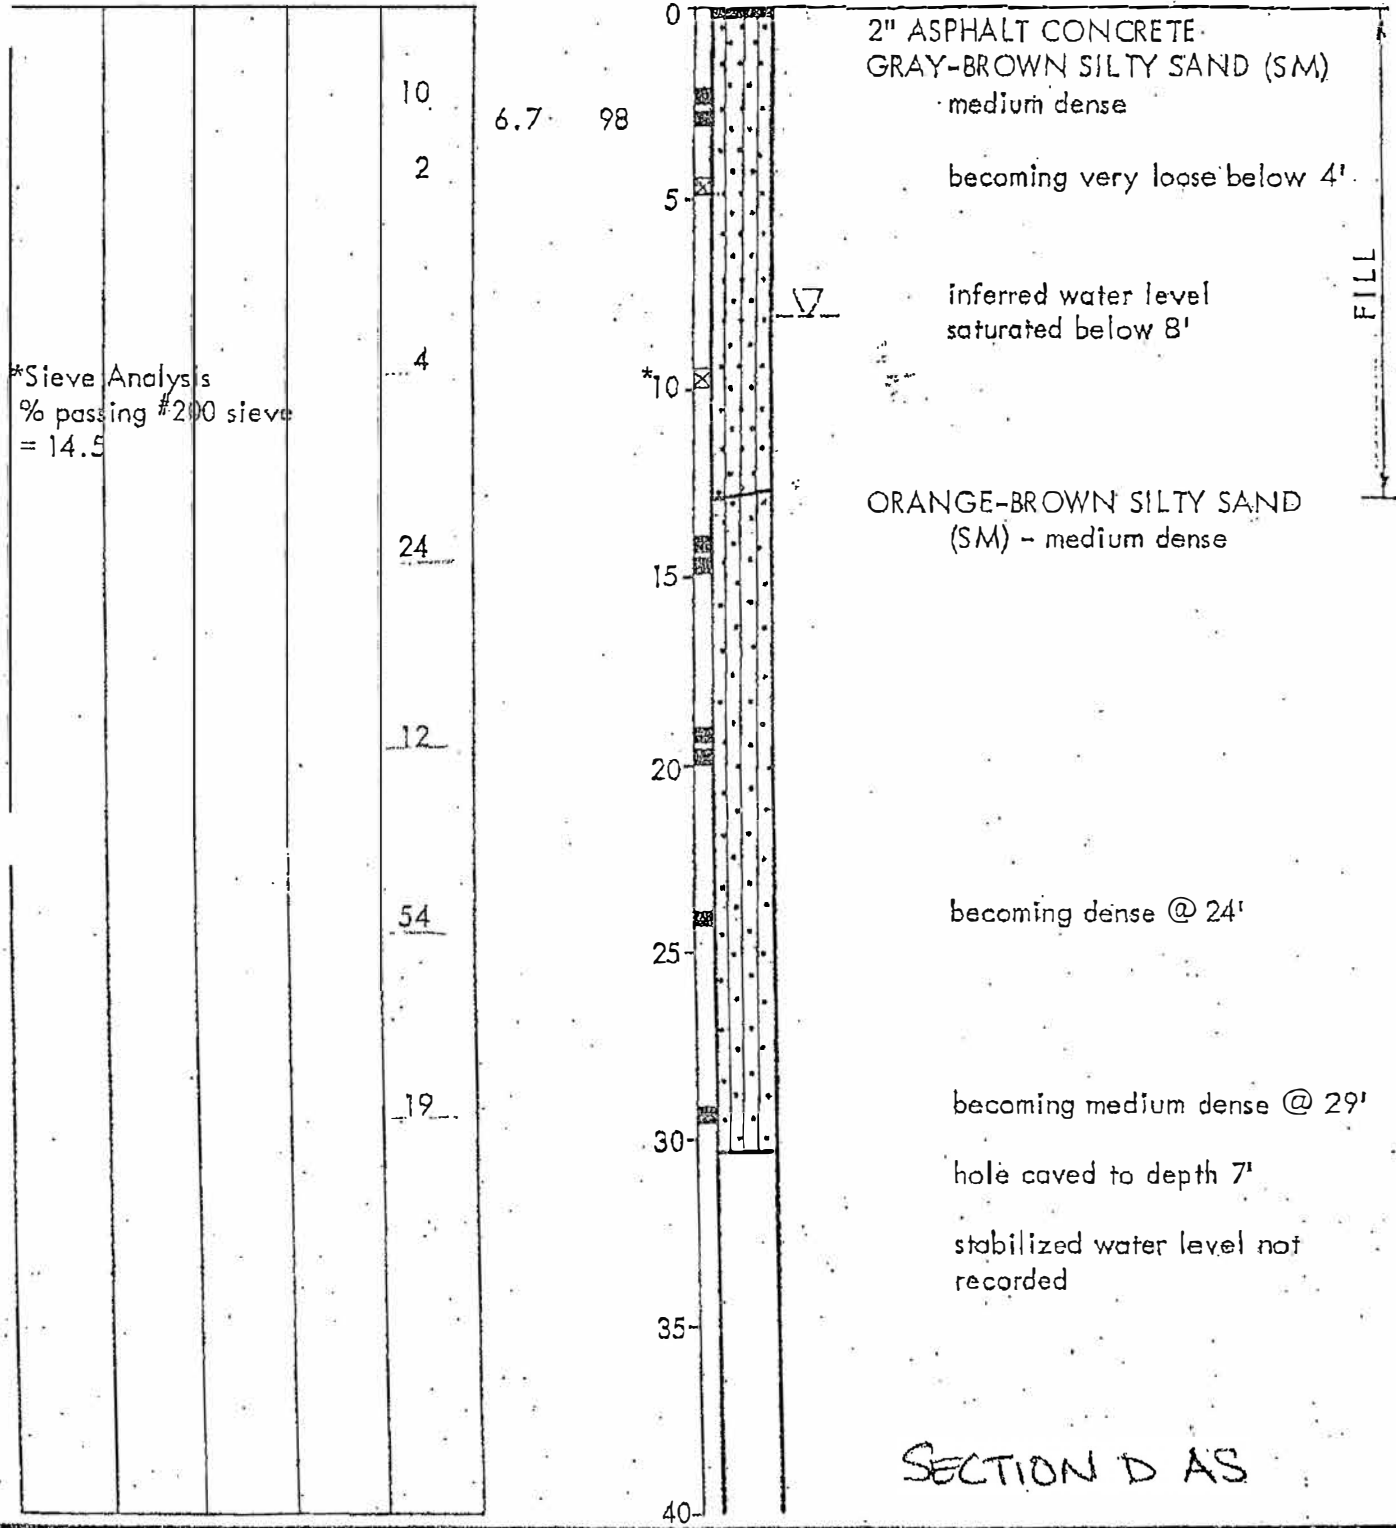 0
2" ASPHALT CONCRETE
GRAY-BROWN SILTY SAND (SM)
10
medium dense
6.7 98
2
becoming very loose below 4'
5
FILL
inferred water level
saturated below 8'
4
*Sieve Analysis
*10
% passing #200 sieve
= 14.5
ORANGE-BROWN SILTY SAND
(SM) - medium dense
24
15
12
20
54
becoming dense @ 24'
25
19
becoming medium dense @ 29'
30
hole caved to depth 7'
stabilized water level not
recorded
35
SECTION D AS
40